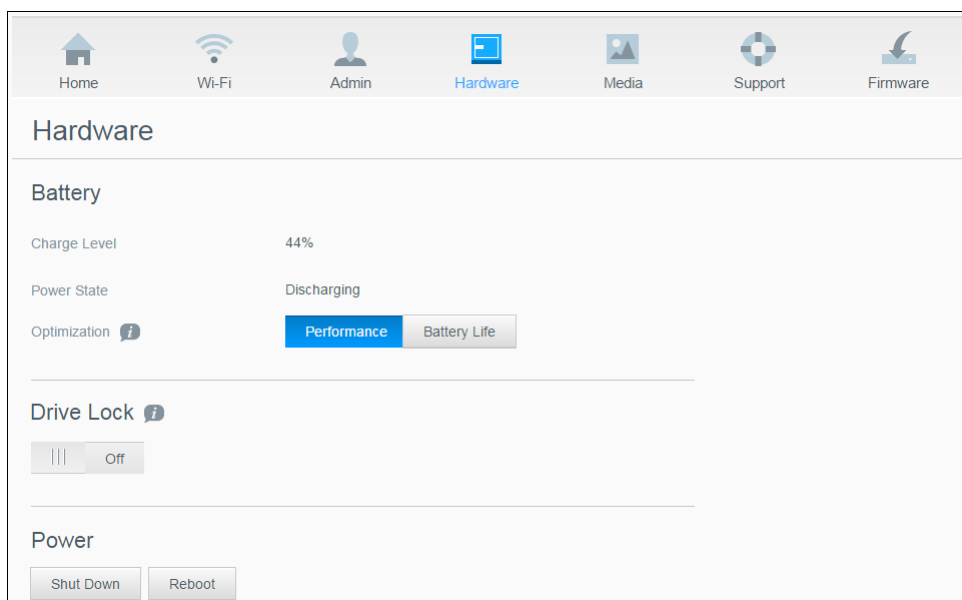 Home Wi-Fi Admin Hardware Media Support Firmware
Hardware
Battery
Charge Level 44%
Power State Discharging
Optimization i Performance Battery Life
Drive Lock i
Off
Power
Shut Down Reboot